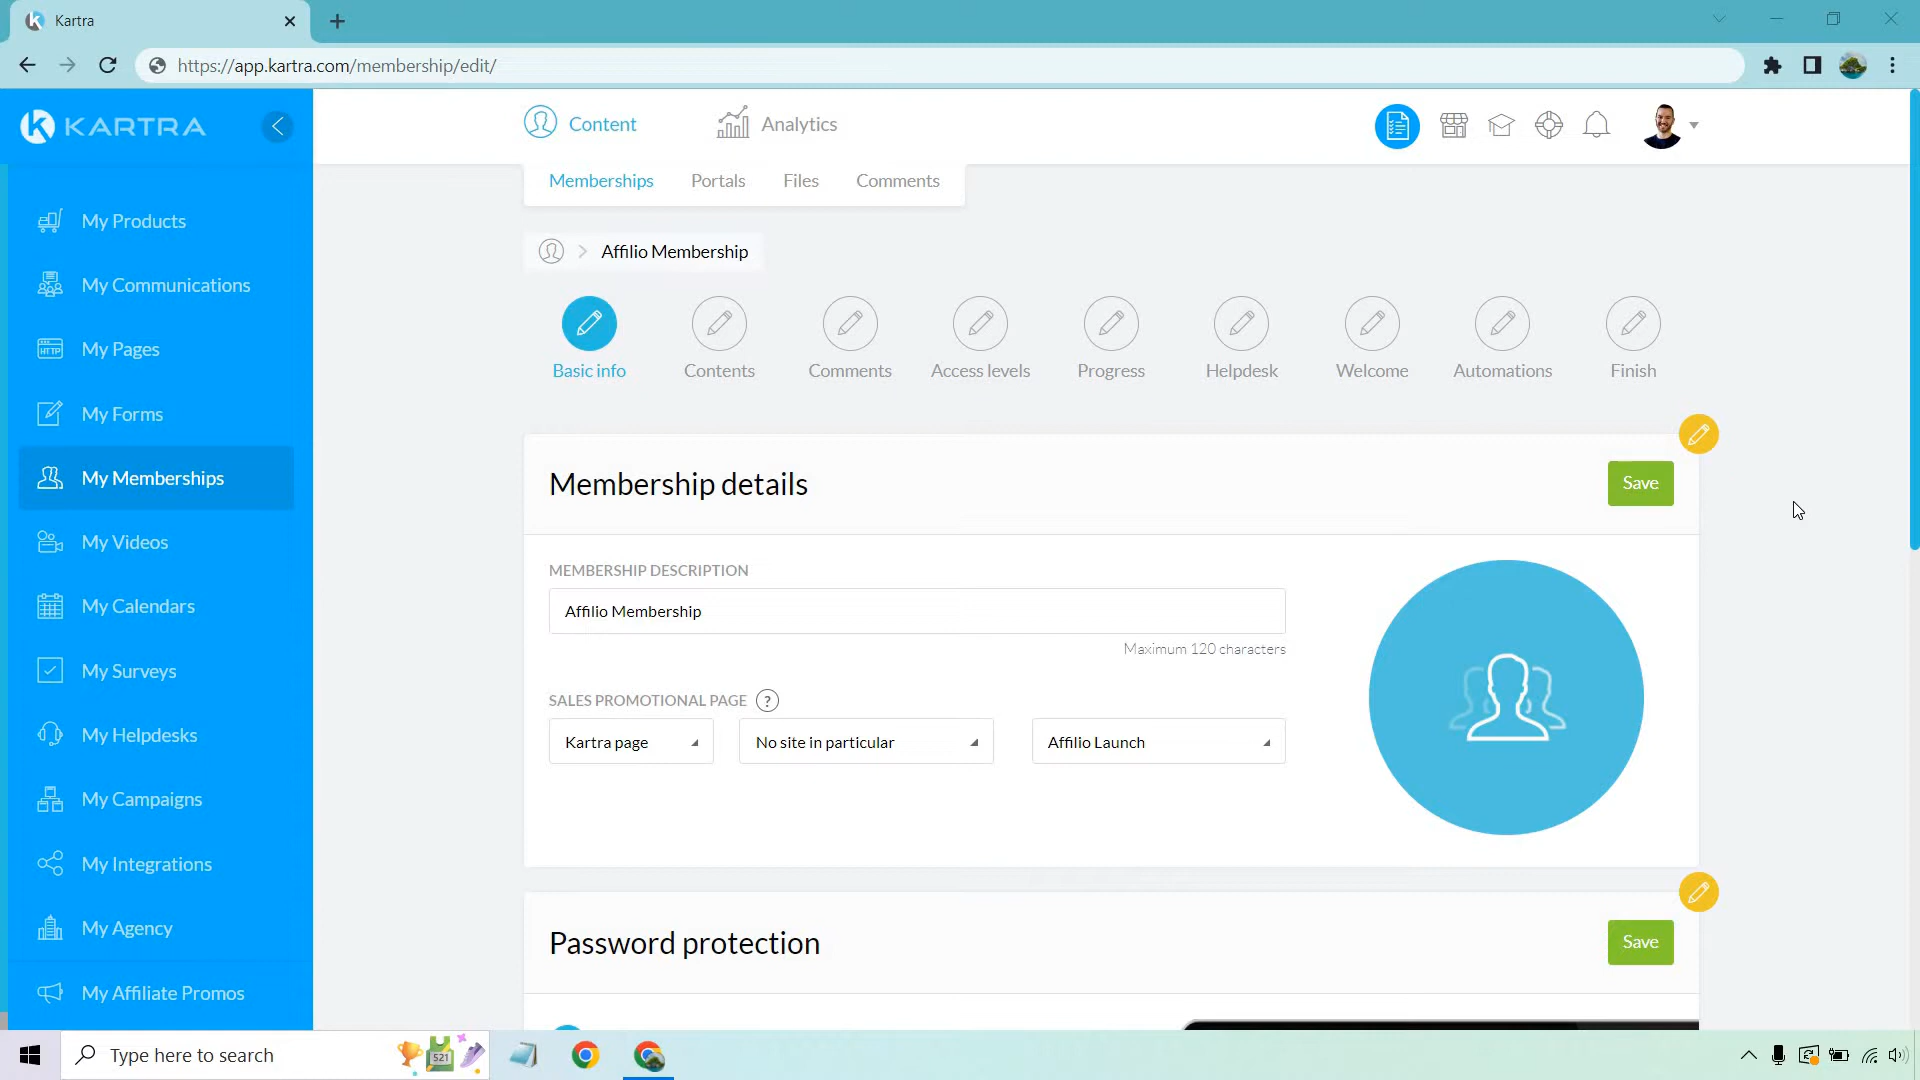 Kartra
https://app.kartra.com/membership/edit/
KARTRA
Content
Analytics
Memberships
Portals
Files
Comments
Affilio Membership
Basic info
Contents
Comments
Access levels
Progress
Helpdesk
Welcome
Automations
Finish
My Products
My Communications
HTTP
My Pages
My Forms
My Memberships
My Videos
My Calendars
My Surveys
My Helpdesks
My Campaigns
My Integrations
My Agency
My Affiliate Promos
Membership details
Save
MEMBERSHIP DESCRIPTION
Affilio Membership
Maximum 120 characters
SALES PROMOTIONAL PAGE ?
Kartra page
No site in particular
Affilio Launch
Password protection
Save
Type here to search
521